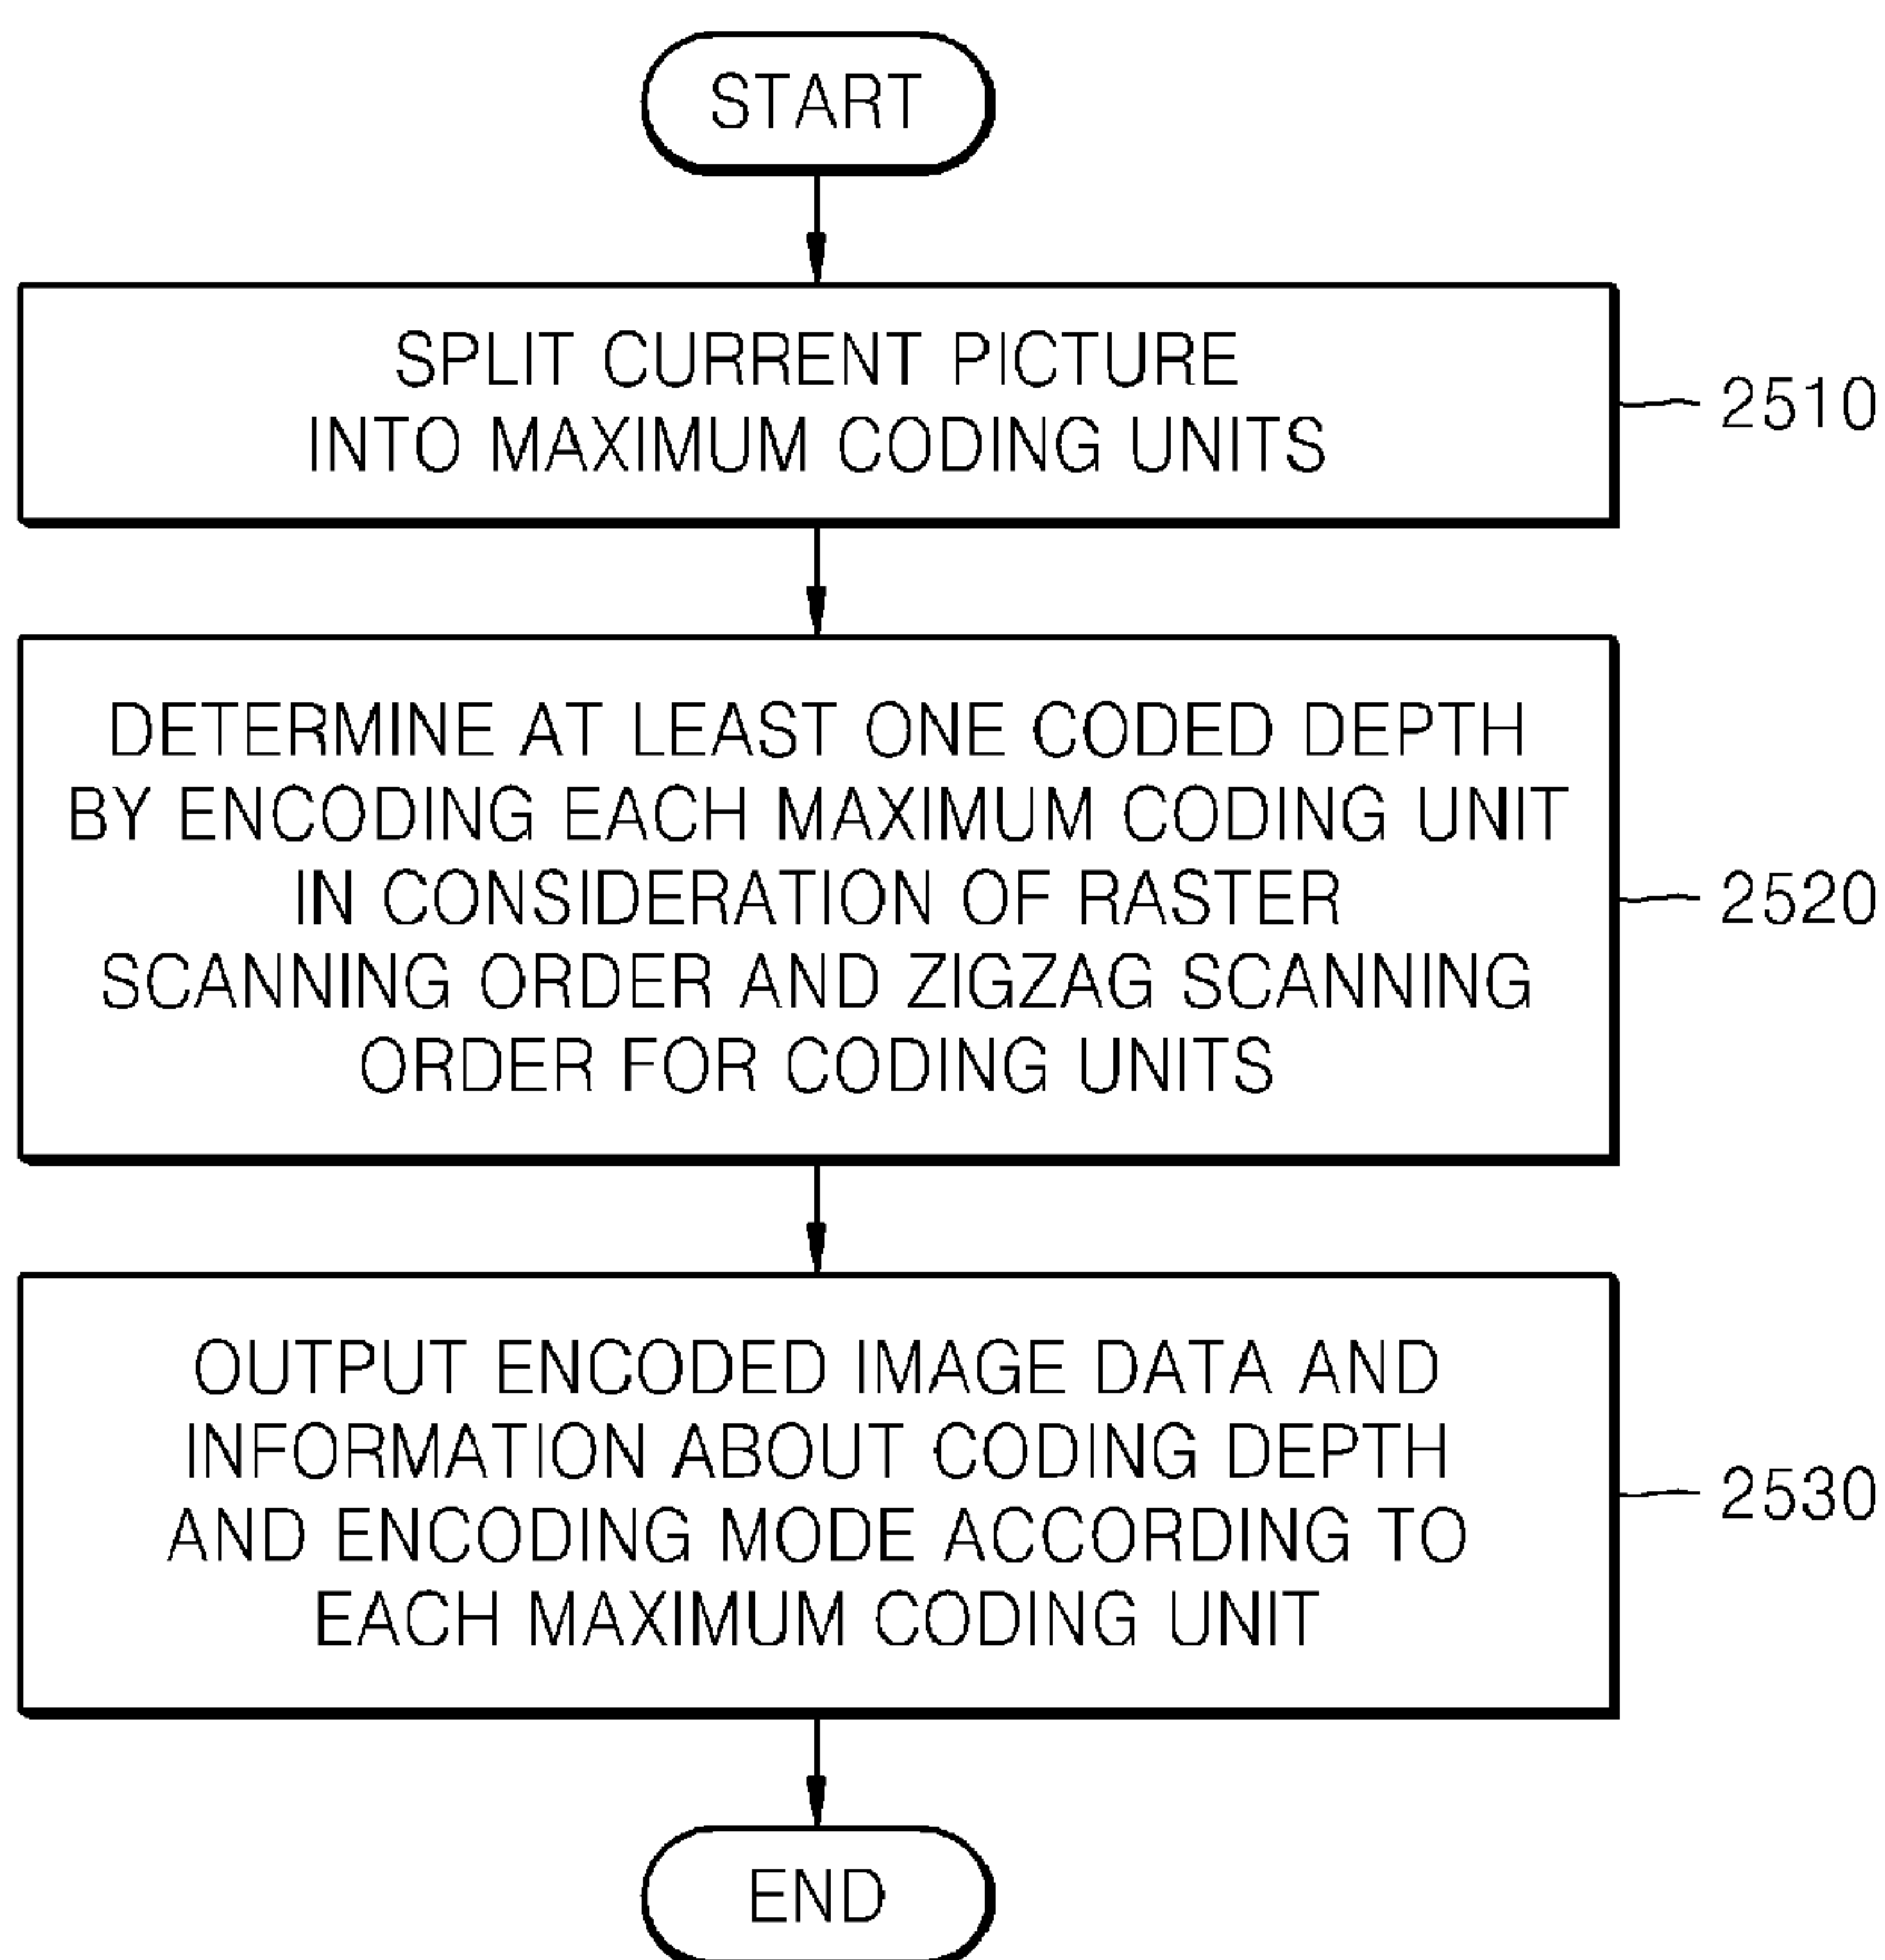 START
SPLIT CURRENT PICTURE
INTO MAXIMUM CODING UNITS
2510
DETERMINE AT LEAST ONE CODED DEPTH
BY ENCODING EACH MAXIMUM CODING UNIT
IN CONSIDERATION OF RASTER
SCANNING ORDER AND ZIGZAG SCANNING
ORDER FOR CODING UNITS
2520
OUTPUT ENCODED IMAGE DATA AND
INFORMATION ABOUT CODING DEPTH
AND ENCODING MODE ACCORDING TO
EACH MAXIMUM CODING UNIT
2530
END